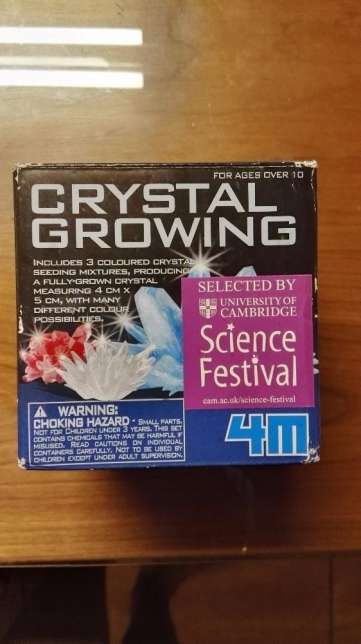 FOR AGES OVER 10
CRYSTAL
GROWING
INCLUDES 3 COLOURED CRYSTAL
SEEDING MIXTURES, PRODUCING
A FULLY-GROWN CRYSTAL
MEASURING 4 CM X
5 CM, WITH MANY
DIFFERENT COLOUR
POSSIBILITIES.
SELECTED BY
UNIVERSITY OF
CAMBRIDGE
Science
Festival
cam.ac.uk/science-festival
WARNING:
CHOKING HAZARD - SMALL PARTS.
NOT FOR CHILDREN UNDER 3 YEARS. THIS SET
CONTAINS CHEMICALS THAT MAY BE HARMFUL IF
MISUSED. READ CAUTIONS ON INDIVIDUAL
CONTAINERS CAREFULLY. NOT TO BE USED BY
CHILDREN EXCEPT UNDER ADULT SUPERVISION.
4M